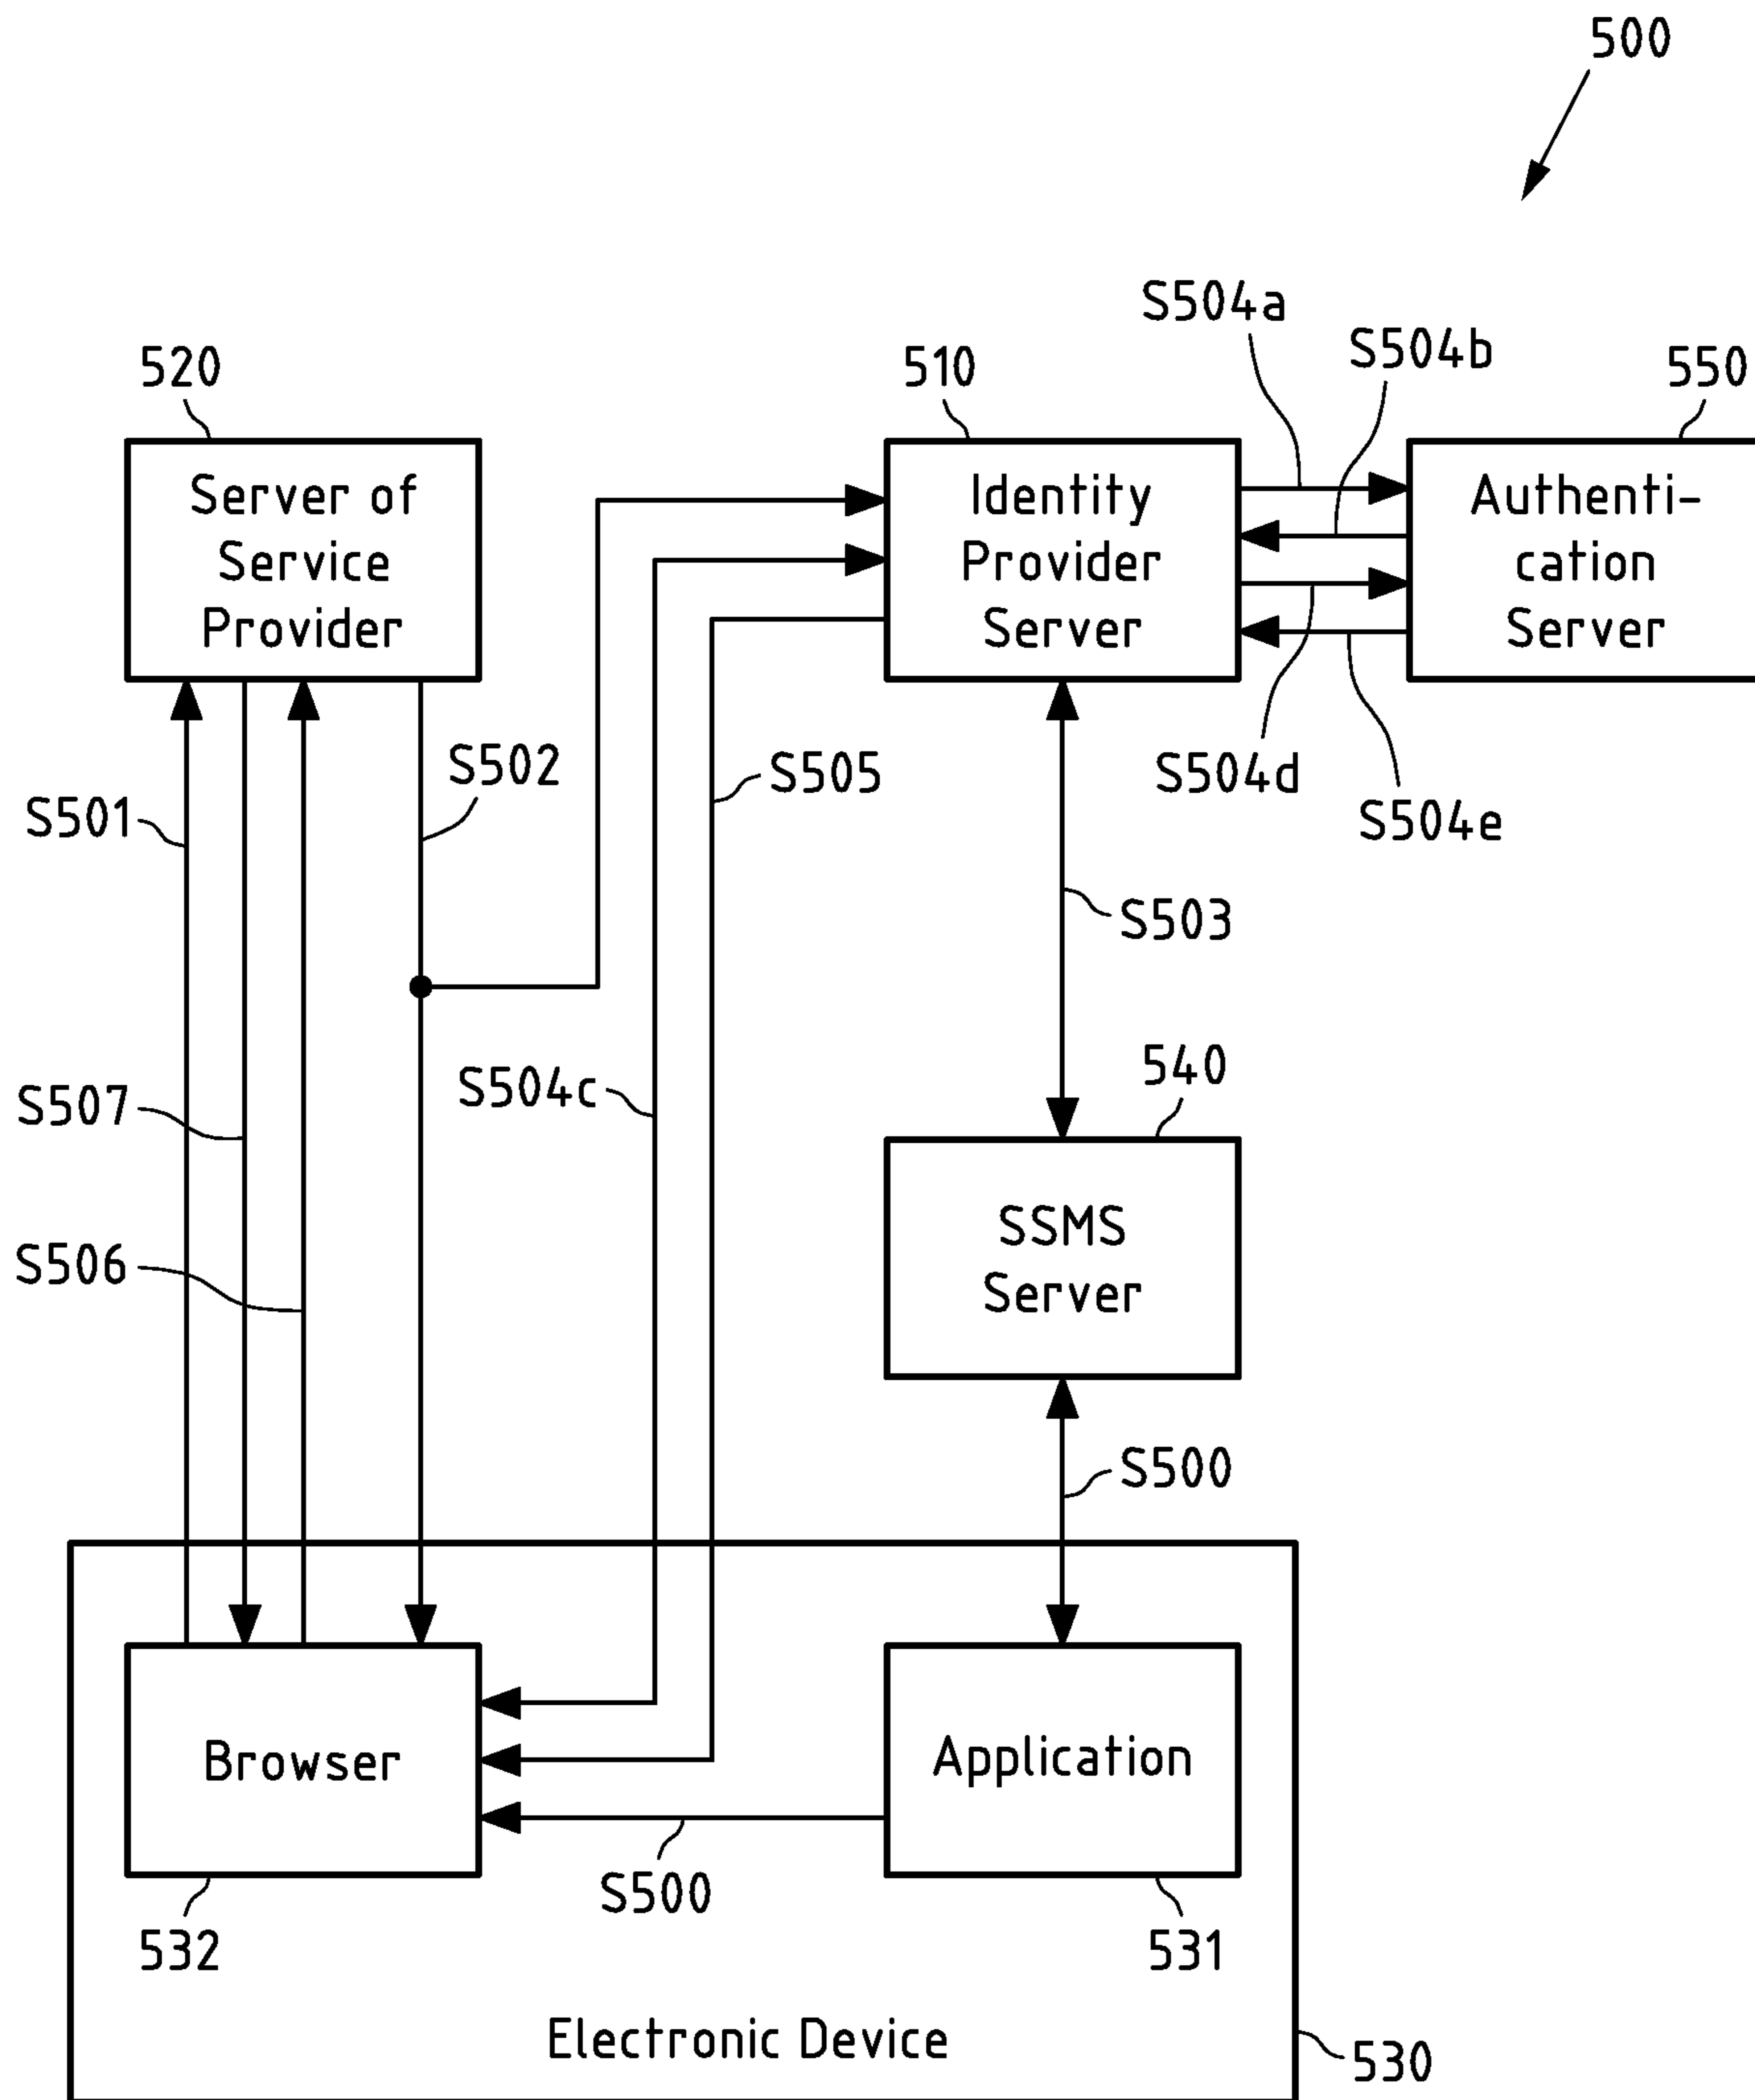 500
S504a
S504b
520
510
550
Server of
Service
Provider
Identity
Provider
Server
Authenti-
cation
Server
S502
S505
S504d
S501
S504e
S503
540
S504c
S507
SSMS
Server
S506
S500
Browser
Application
S500
532
531
Electronic Device
530